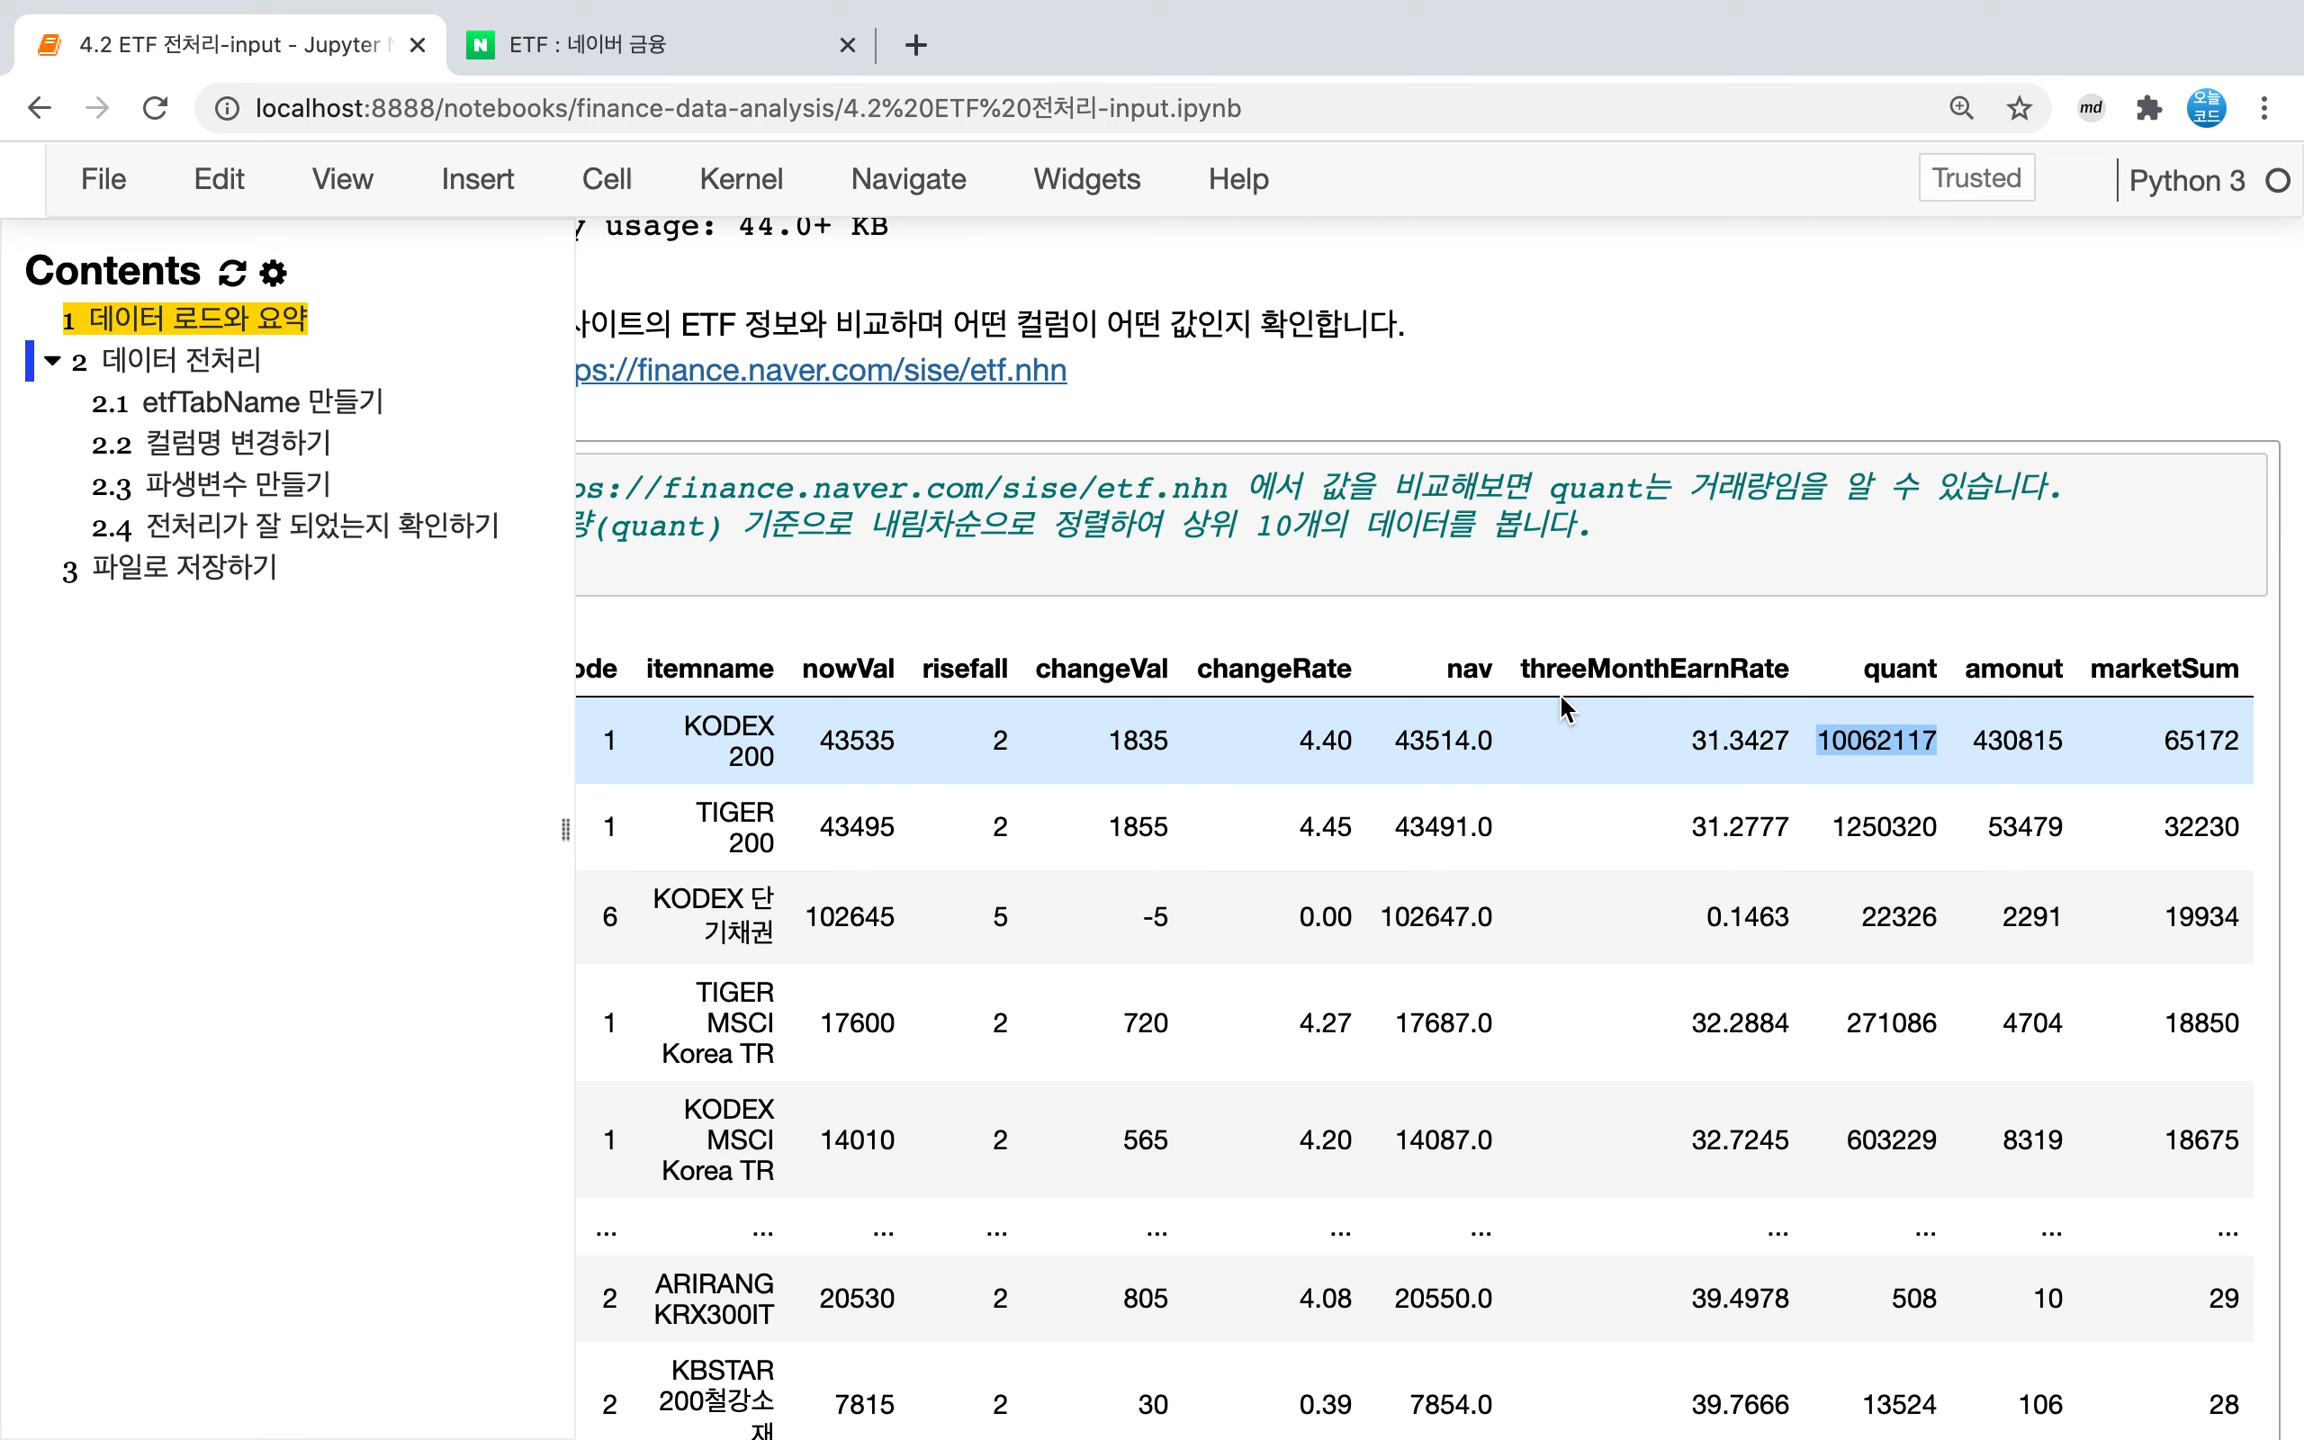 4.2 ETF 전처리-input - Jupyter
ETF : 네이버 금융
localhost:8888/notebooks/finance-data-analysis/4.2%20ETF%20전처리-input.ipynb
md
오늘
코드
File Edit View Insert Cell Kernel Navigate Widgets Help
Trusted
Python 3
usage: 44.0+ KB
Contents
1 데이터 로드와 요약
2 데이터 전처리
2.1 etfTabName 만들기
2.2 컬럼명 변경하기
2.3 파생변수 만들기
2.4 전처리가 잘 되었는지 확인하기
3 파일로 저장하기
사이트의 ETF 정보와 비교하며 어떤 컬럼이 어떤 값인지 확인합니다.
ps://finance.naver.com/sise/etf.nhn
ps://finance.naver.com/sise/etf.nhn 에서 값을 비교해보면 quant는 거래량임을 알 수 있습니다.
량(quant) 기준으로 내림차순으로 정렬하여 상위 10개의 데이터를 봅니다.
ode itemname nowVal risefall changeVal changeRate nav threeMonthEarnRate quant amonut marketSum
1 KODEX 200 43535 2 1835 4.40 43514.0 31.3427 10062117 430815 65172
1 TIGER 200 43495 2 1855 4.45 43491.0 31.2777 1250320 53479 32230
6 KODEX 단기채권 102645 5 -5 0.00 102647.0 0.1463 22326 2291 19934
1 TIGER MSCI Korea TR 17600 2 720 4.27 17687.0 32.2884 271086 4704 18850
1 KODEX MSCI Korea TR 14010 2 565 4.20 14087.0 32.7245 603229 8319 18675
... ... ... ... ... ... ... ... ... ... ...
2 ARIRANG KRX300IT 20530 2 805 4.08 20550.0 39.4978 508 10 29
2 KBSTAR 200철강소재 7815 2 30 0.39 7854.0 39.7666 13524 106 28